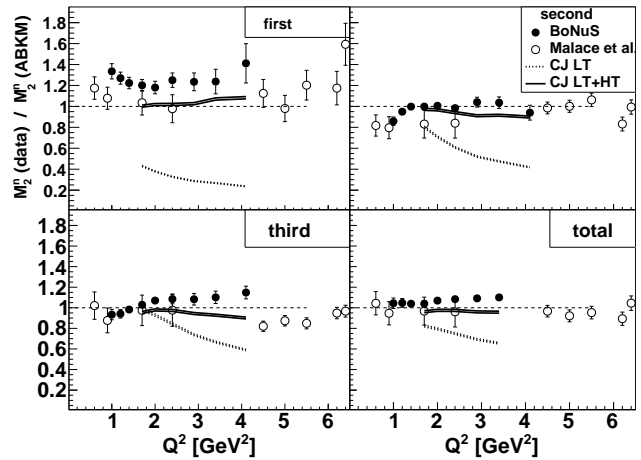 first
second
BoNuS
Malace et al.
CJ LT
CJ LT+HT
1.8
1.6
1.4
1.2
1
0.8
0.6
0.4
0.2
M₂ⁿ (data) / M₂ⁿ (ABKM)
third
total
1.8
1.6
1.4
1.2
1
0.8
0.6
0.4
0.2
1 2 3 4 5 6
1 2 3 4 5 6
Q² [GeV²]
Q² [GeV²]